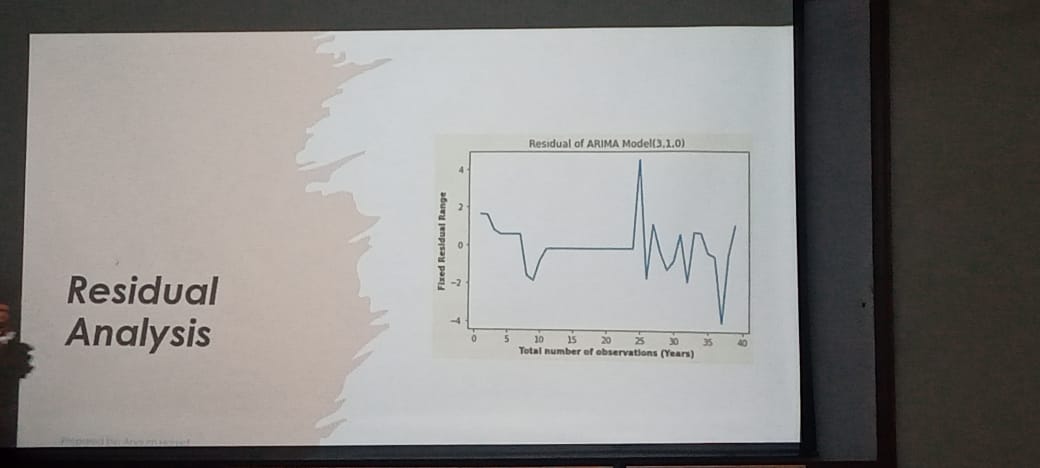 Residual
Analysis
Residual of ARIMA Model(3,1,0)
Fixed Residual Range
4
2
0
−2
−4
0 5 10 15 20 25 30 35 40
Total number of observations (Years)
Prepared by: